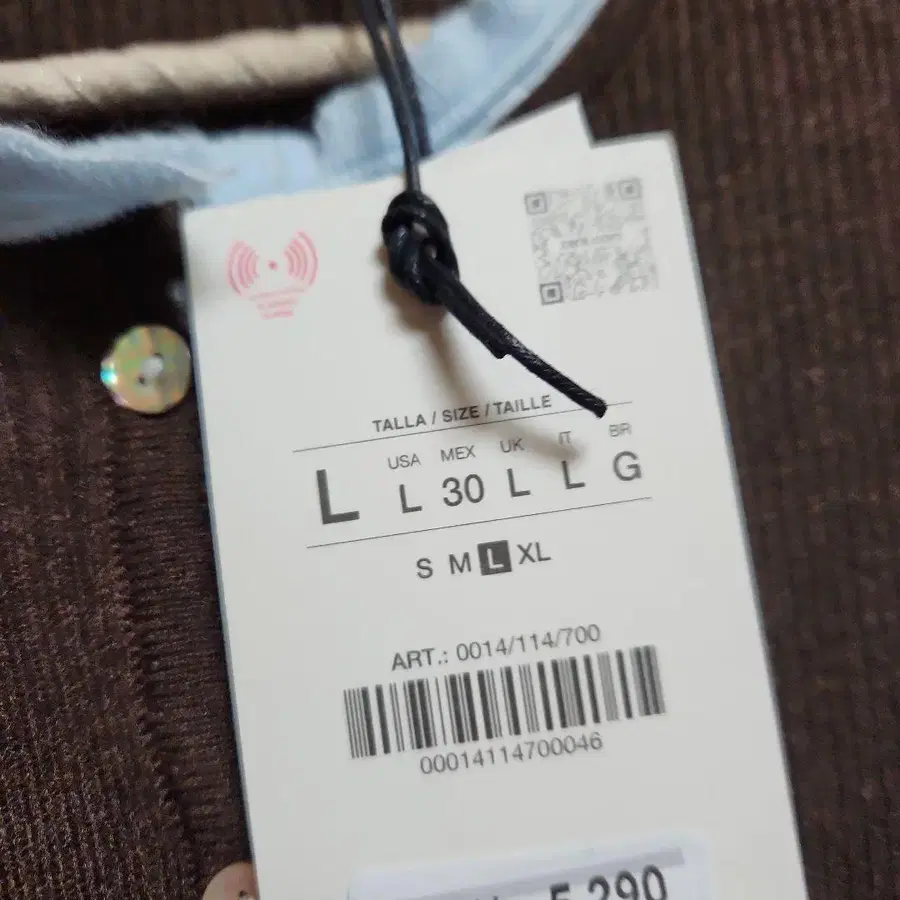 TALLA / SIZE / TAILLE
USA MEX UK IT BR
L L 30 L L G
S M L XL
ART.: 0014/114/700
00014114700046
5,290